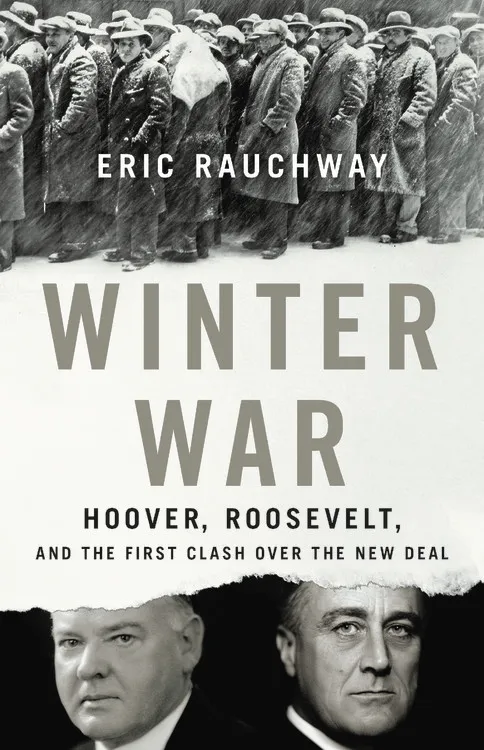 ERIC RAUCHWAY
WINTER
WAR
HOOVER, ROOSEVELT,
AND THE FIRST CLASH OVER THE NEW DEAL